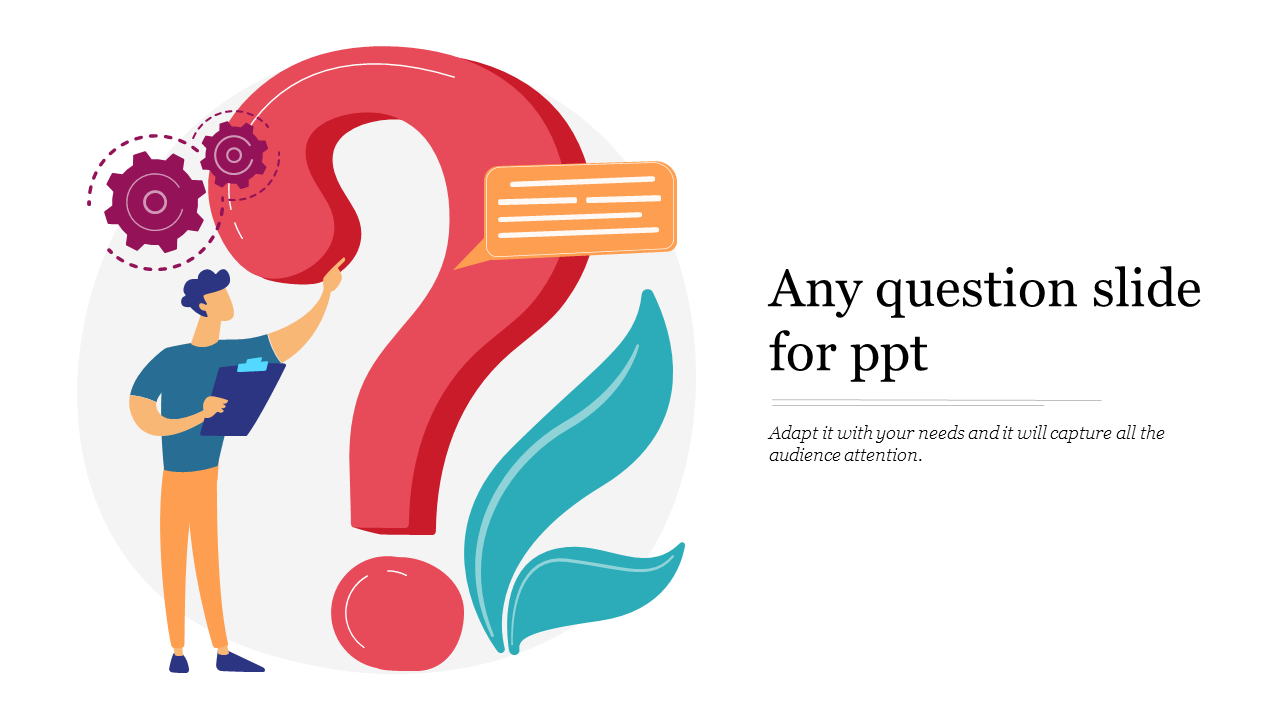 Any question slide
for ppt
Adapt it with your needs and it will capture all the
audience attention.